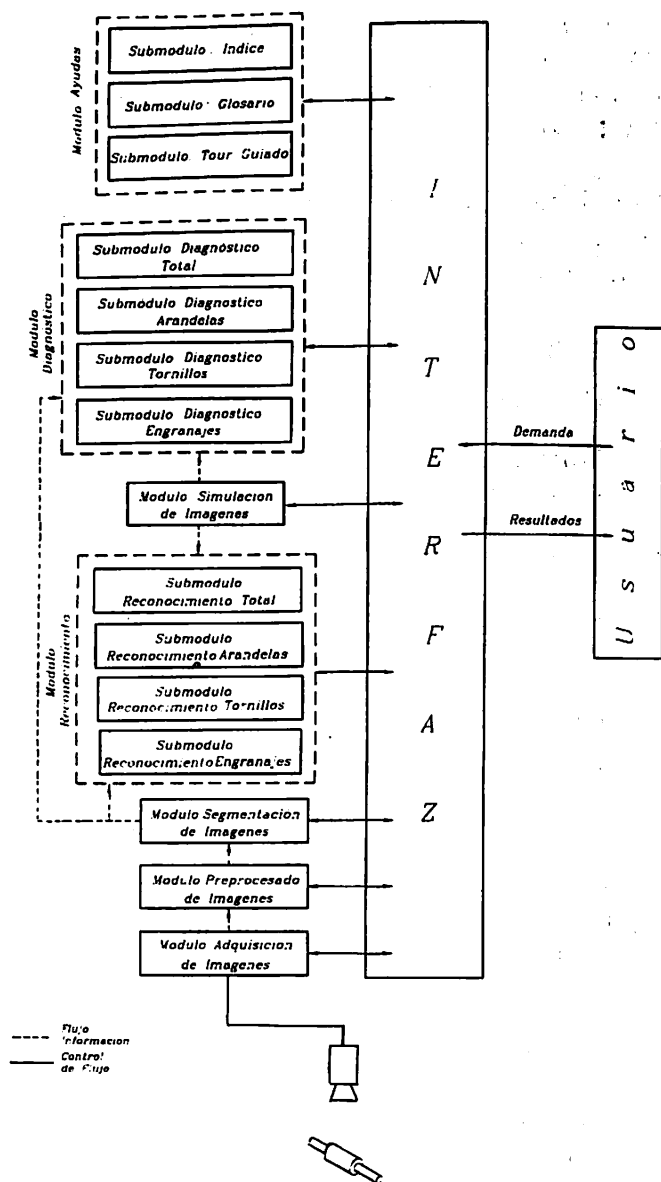 Modulo Ayudas
Submodulo Indice
Submodulo Glosario
Submodulo Tour Guiado
Modulo
Diagnostico
Submodulo Diagnóstico
Total
Submodulo Diagnostico
Arandelas
Submodulo Diagnostico
Tornillos
Submodulo Diagnostico
Engranajes
Modulo Simulacion
de Imagenes
Modulo
Reconocimiento
Submodulo
Reconocimiento Total
Submodulo
Reconocimiento Arandelas
Submodulo
Reconocimiento Tornillos
Submodulo
Reconocimiento Engranajes
Modulo Segmentacion
de Imagenes
Modulo Preprocesado
de Imagenes
Modulo Adquisicion
de Imagenes
INTERFAZ
Demanda
Resultados
Usuàrio
Flujo
Informacion
Control
de Flujo